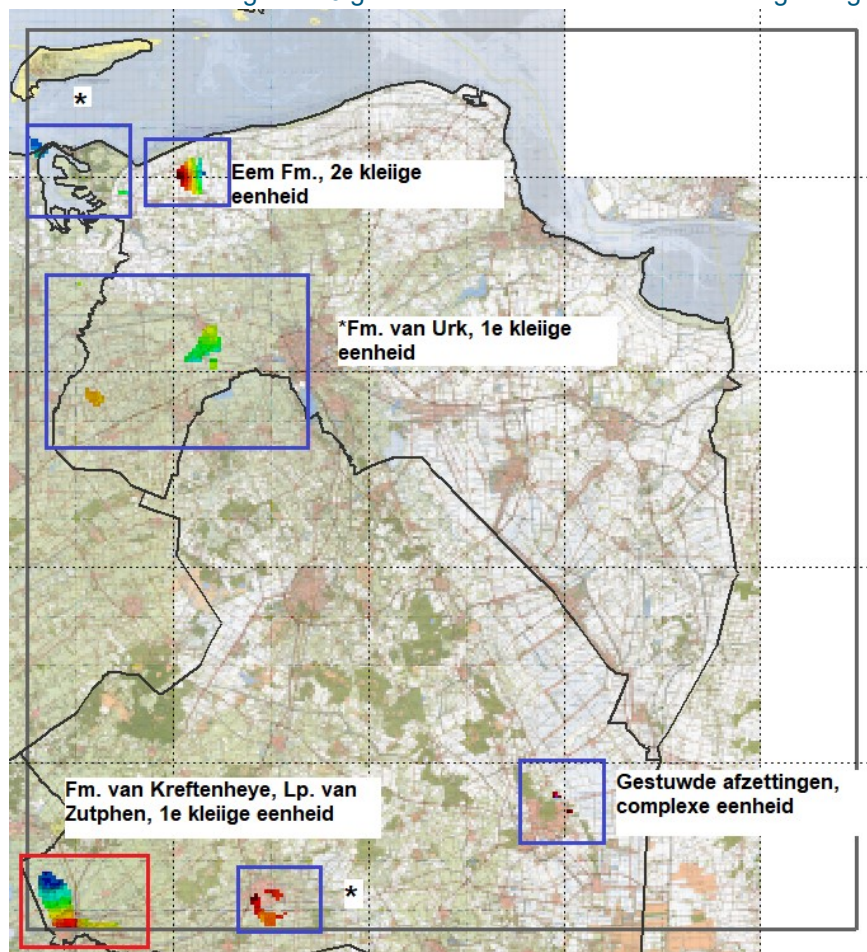 *
Eem Fm., 2e kleiige
eenheid
*Fm. van Urk, 1e kleiige
eenheid
Fm. van Kreftenheye, Lp. van
Zutphen, 1e kleiige eenheid
Gestuwde afzettingen,
complexe eenheid
*